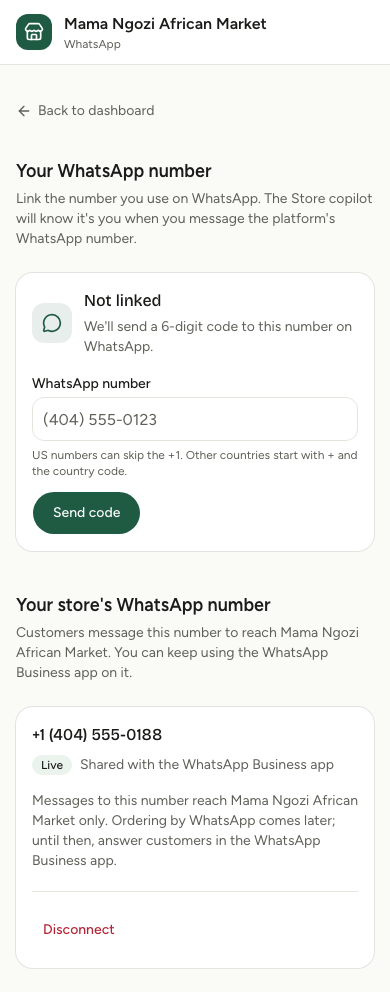 Mama Ngozi African Market
WhatsApp
Back to dashboard
Your WhatsApp number
Link the number you use on WhatsApp. The Store copilot
will know it's you when you message the platform's
WhatsApp number.
Not linked
We'll send a 6-digit code to this number on
WhatsApp.
WhatsApp number
(404) 555-0123
US numbers can skip the +1. Other countries start with + and
the country code.
Send code
Your store's WhatsApp number
Customers message this number to reach Mama Ngozi
African Market. You can keep using the WhatsApp
Business app on it.
+1 (404) 555-0188
Live Shared with the WhatsApp Business app
Messages to this number reach Mama Ngozi African
Market only. Ordering by WhatsApp comes later;
until then, answer customers in the WhatsApp
Business app.
Disconnect